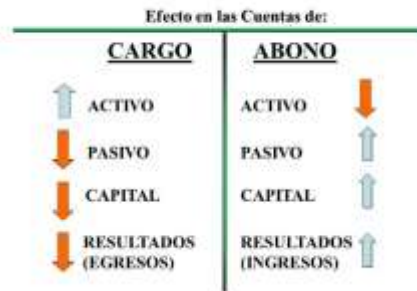 Efecto en las Cuentas de:
CARGO
ABONO
ACTIVO
ACTIVO
PASIVO
PASIVO
CAPITAL
CAPITAL
RESULTADOS
(EGRESOS)
RESULTADOS
(INGRESOS)